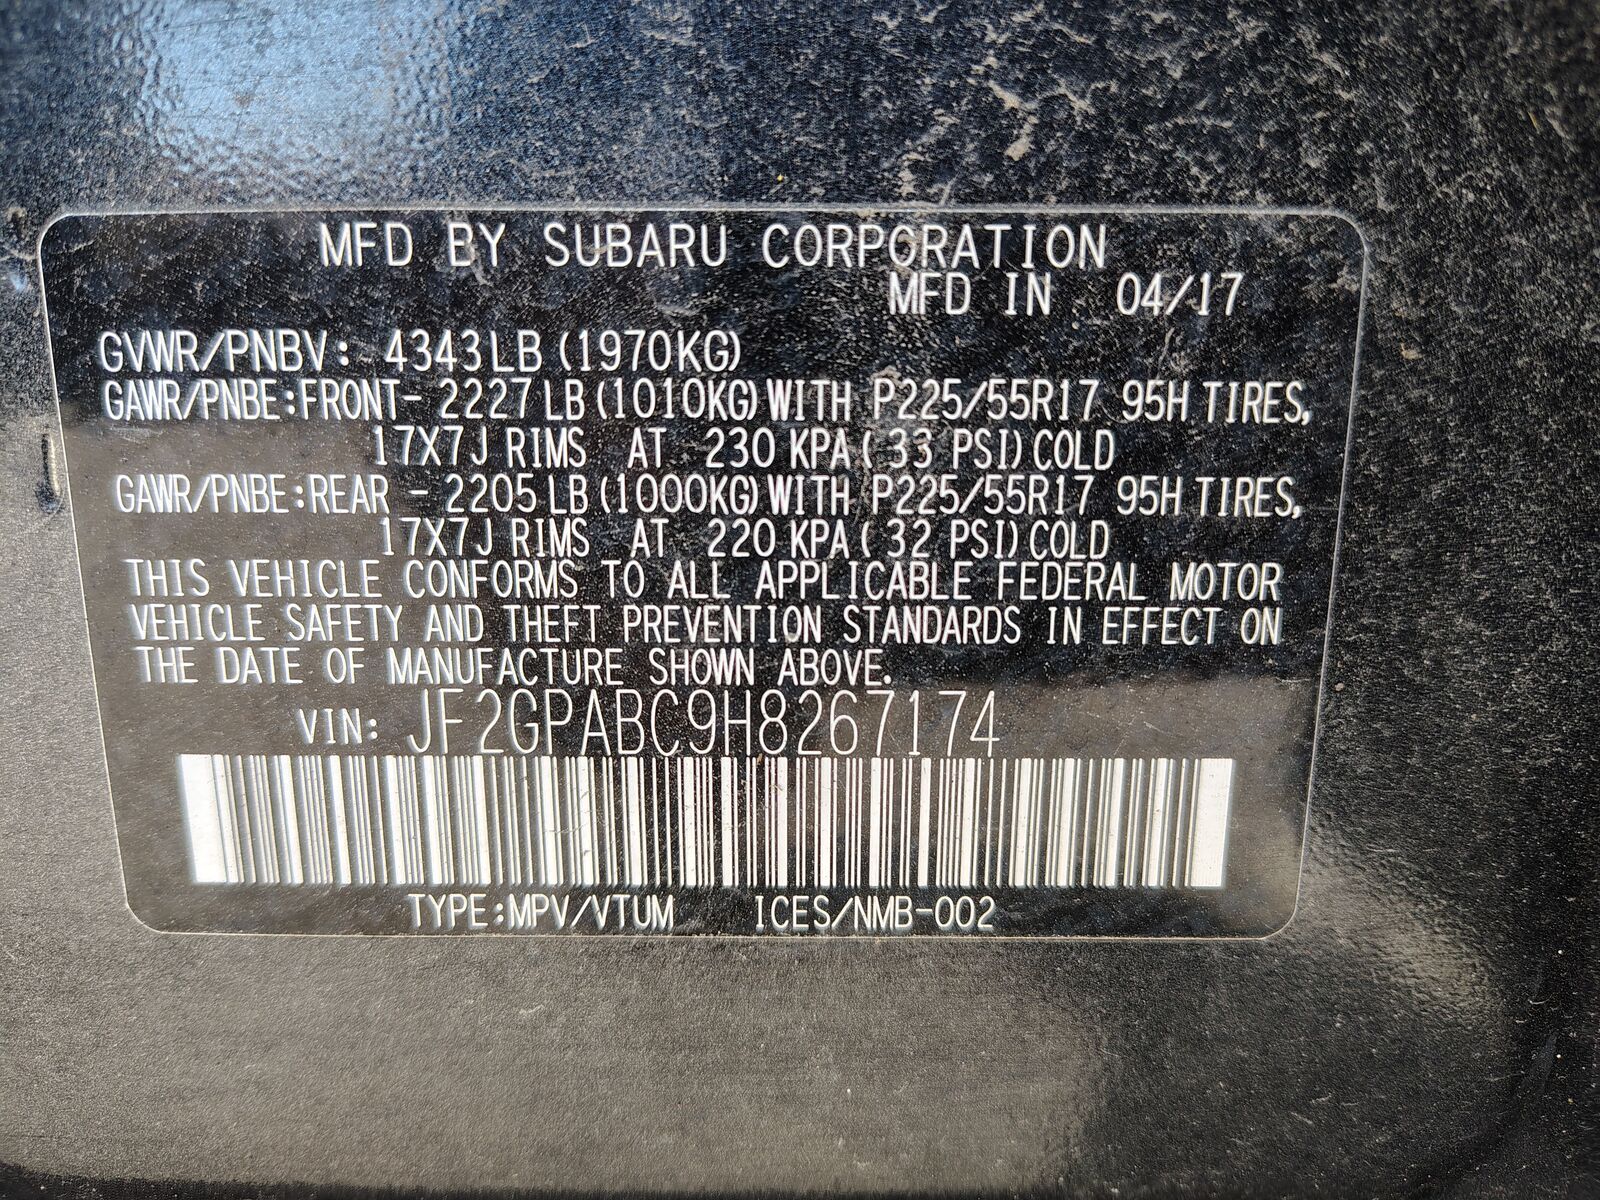 MFD BY SUBARU CORPORATION
MFD IN 04/17
GVWR/PNBV: 4343LB (1970KG)
GAWR/PNBE:FRONT- 2227 LB (1010KG) WITH P225/55R17 95H TIRES,
17X7J RIMS AT 230 KPA ( 33 PSI) COLD
GAWR/PNBE:REAR - 2205 LB (1000KG) WITH P225/55R17 95H TIRES,
17X7J RIMS AT 220 KPA ( 32 PSI) COLD
THIS VEHICLE CONFORMS TO ALL APPLICABLE FEDERAL MOTOR
VEHICLE SAFETY AND THEFT PREVENTION STANDARDS IN EFFECT ON
THE DATE OF MANUFACTURE SHOWN ABOVE.
VIN: JF2GPABC9H8267174
TYPE:MPV/VTUM ICES/NMB-002